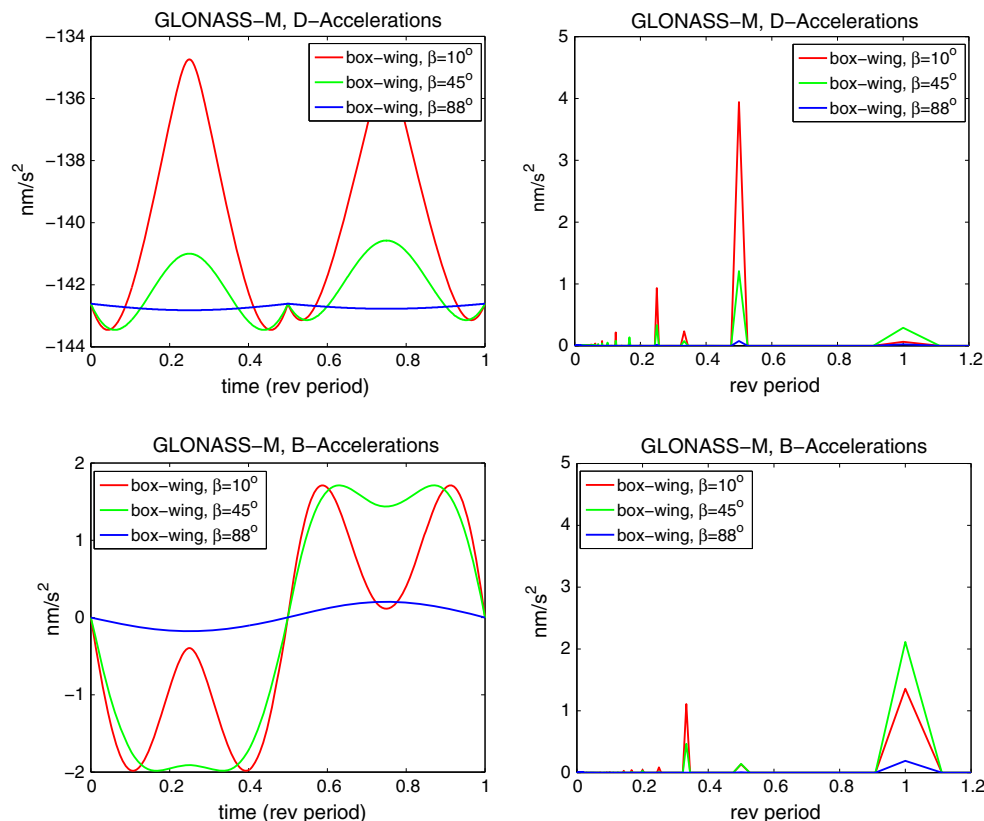 GLONASS−M, D−Accelerations
−134
−136
−138
−140
−142
−144
nm/s2
box−wing, β=10o
box−wing, β=45o
box−wing, β=88o
0 0.2 0.4 0.6 0.8 1
time (rev period)
GLONASS−M, D−Accelerations
5
4
3
2
1
0
nm/s2
box−wing, β=10o
box−wing, β=45o
box−wing, β=88o
0 0.2 0.4 0.6 0.8 1 1.2
rev period
GLONASS−M, B−Accelerations
2
1
0
−1
−2
nm/s2
box−wing, β=10o
box−wing, β=45o
box−wing, β=88o
0 0.2 0.4 0.6 0.8 1
time (rev period)
GLONASS−M, B−Accelerations
5
4
3
2
1
0
nm/s2
box−wing, β=10o
box−wing, β=45o
box−wing, β=88o
0 0.2 0.4 0.6 0.8 1 1.2
rev period